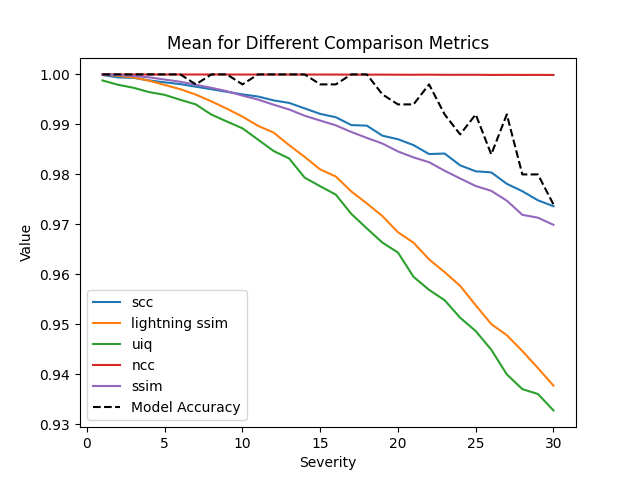 Mean for Different Comparison Metrics
1.00
0.99
0.98
0.97
0.96
0.95
0.94
0.93
Value
scc
lightning ssim
uiq
ncc
ssim
Model Accuracy
0 5 10 15 20 25 30
Severity